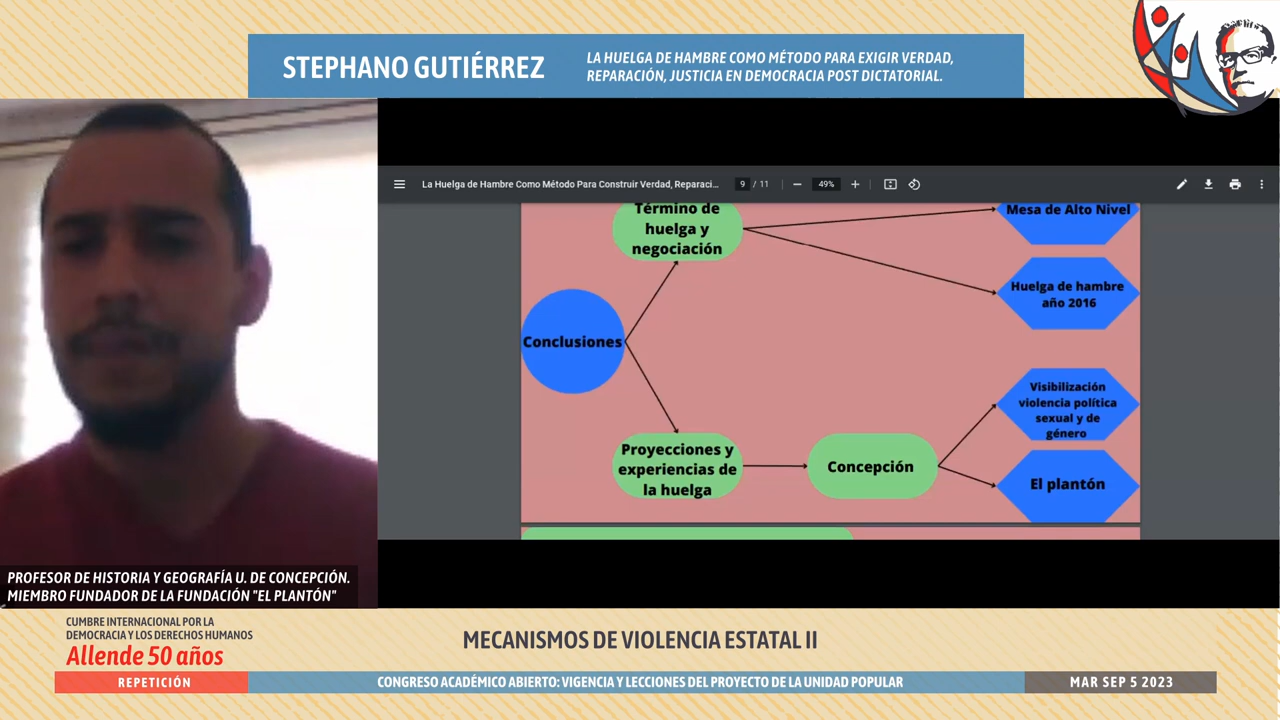 STEPHANO GUTIÉRREZ
LA HUELGA DE HAMBRE COMO MÉTODO PARA EXIGIR VERDAD,
REPARACIÓN, JUSTICIA EN DEMOCRACIA POST DICTATORIAL.
La Huelga de Hambre Como Método Para Construir Verdad, Reparaci...
9 / 11
49%
Término de
huelga y
negociación
Mesa de Alto Nivel
Huelga de hambre
año 2016
Conclusiones
Visibilización
violencia política
sexual y de
género
Proyecciones y
experiencias de
la huelga
Concepción
El plantón
PROFESOR DE HISTORIA Y GEOGRAFÍA U. DE CONCEPCIÓN.
MIEMBRO FUNDADOR DE LA FUNDACIÓN "EL PLANTÓN"
CUMBRE INTERNACIONAL POR LA
DEMOCRACIA Y LOS DERECHOS HUMANOS
Allende 50 años
MECANISMOS DE VIOLENCIA ESTATAL II
REPETICIÓN
CONGRESO ACADÉMICO ABIERTO: VIGENCIA Y LECCIONES DEL PROYECTO DE LA UNIDAD POPULAR
MAR SEP 5 2023